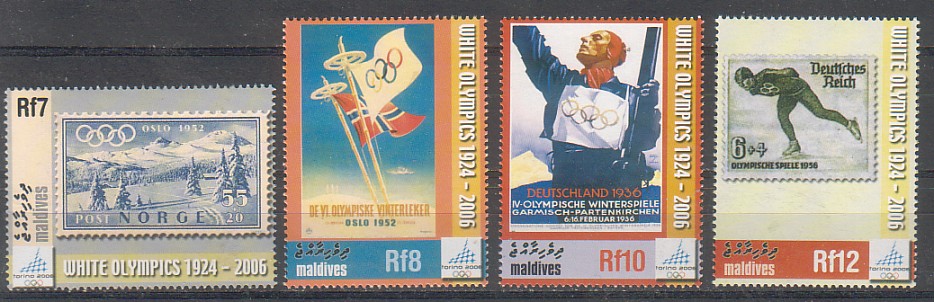 Rf7
OSLO 1952
55
+20
POST NORGE
ދިވެހިރާއްޖެ
maldives
WHITE OLYMPICS 1924 - 2006
torino 2006
DE VI OLYMPISKE VINTERLEKER
OSLO 1952
WHITE OLYMPICS 1924 - 2006
ދިވެހިރާއްޖެ
maldives
Rf8
torino 2006
DEUTSCHLAND 1936
IV·OLYMPISCHE WINTERSPIELE
GARMISCH-PARTENKIRCHEN
6:16.FEBRUAR 1936
WHITE OLYMPICS 1924 - 2006
ދިވެހިރާއްޖެ
maldives
Rf10
torino 2006
Deutsches
Reich
6+4
OLYMPISCHE SPIELE 1936
WHITE OLYMPICS 1924 - 2006
ދިވެހިރާއްޖެ
maldives
Rf12
torino 2006